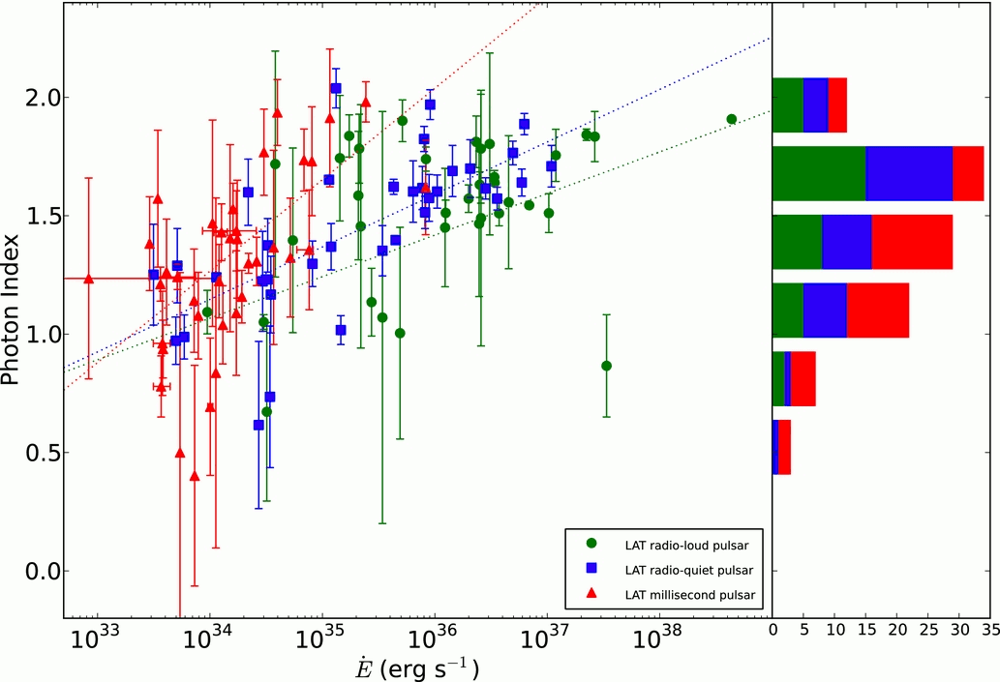 Photon Index
2.0
1.5
1.0
0.5
0.0
10^33 10^34 10^35 10^36 10^37 10^38
Ė (erg s^−1)
LAT radio-loud pulsar
LAT radio-quiet pulsar
LAT millisecond pulsar
0 5 10 15 20 25 30 35